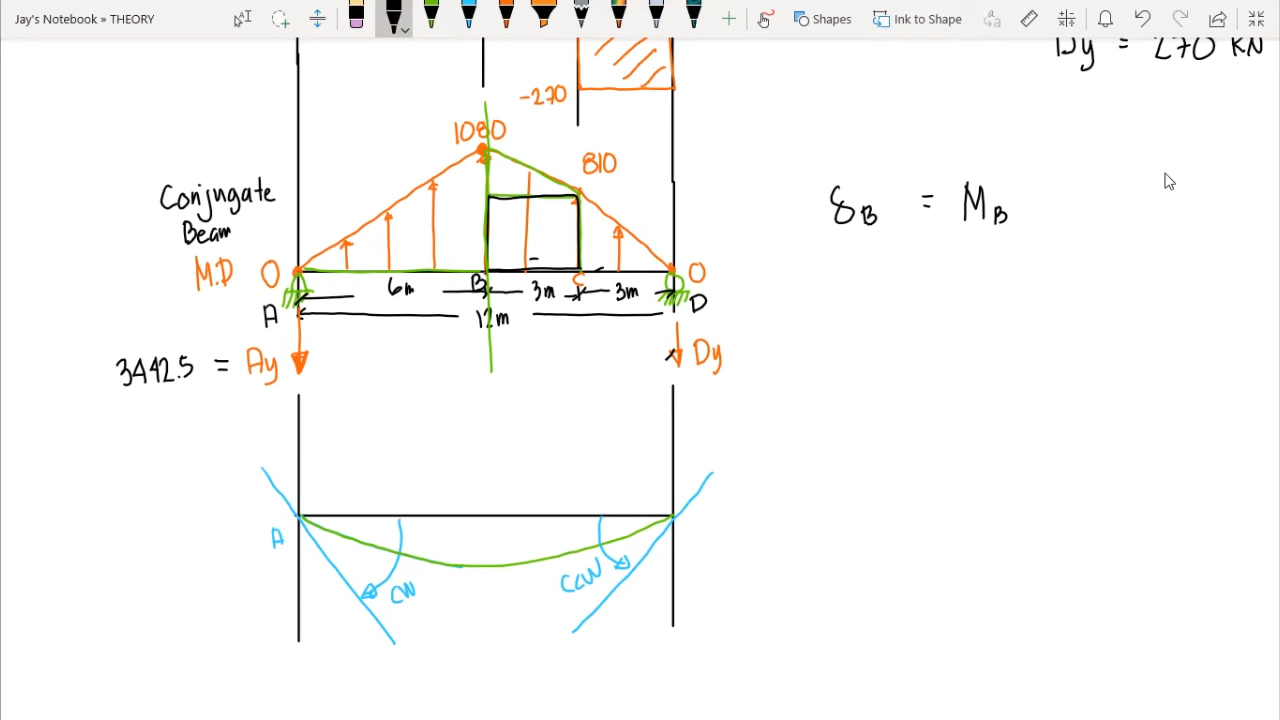 Jay's Notebook » THEORY
Shapes
Ink to Shape
Dy = 270 KN
-270
1080
810
Conjugate
Beam
M.D
0
0
6m
B
3m
C
3m
A
12m
D
3442.5 = Ay
Dy
δB = MB
A
CW
CCW